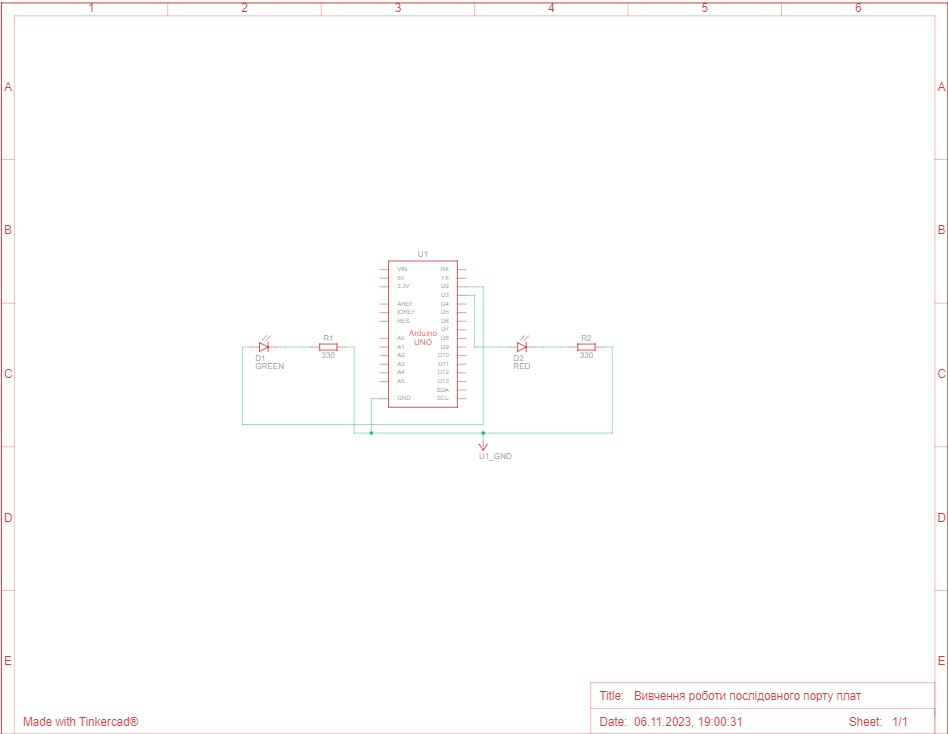 1 2 3 4 5 6
A A
B B
C C
D D
E E
U1
VIN RX
5V TX
3.3V D2
D3
AREF D4
IOREF D5
RES D6
D7
A0 D8
A1 D9
A2 D10
A3 D11
A4 D12
A5 D13
SDA
GND SCL
Arduino
UNO
D1
GREEN
R1
330
D2
RED
R2
330
U1_GND
Title: Вивчення роботи послідовного порту плат
Made with Tinkercad®
Date: 06.11.2023, 19:00:31 Sheet: 1/1